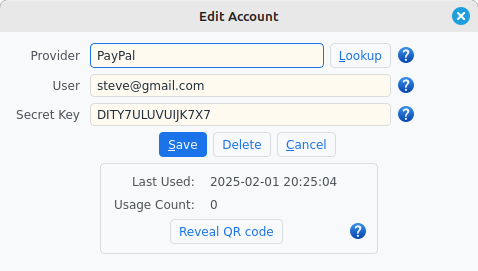 Edit Account
Provider PayPal Lookup ?
User steve@gmail.com ?
Secret Key DITY7ULUVUIJK7X7 ?
Save Delete Cancel
Last Used: 2025-02-01 20:25:04
Usage Count: 0
Reveal QR code ?